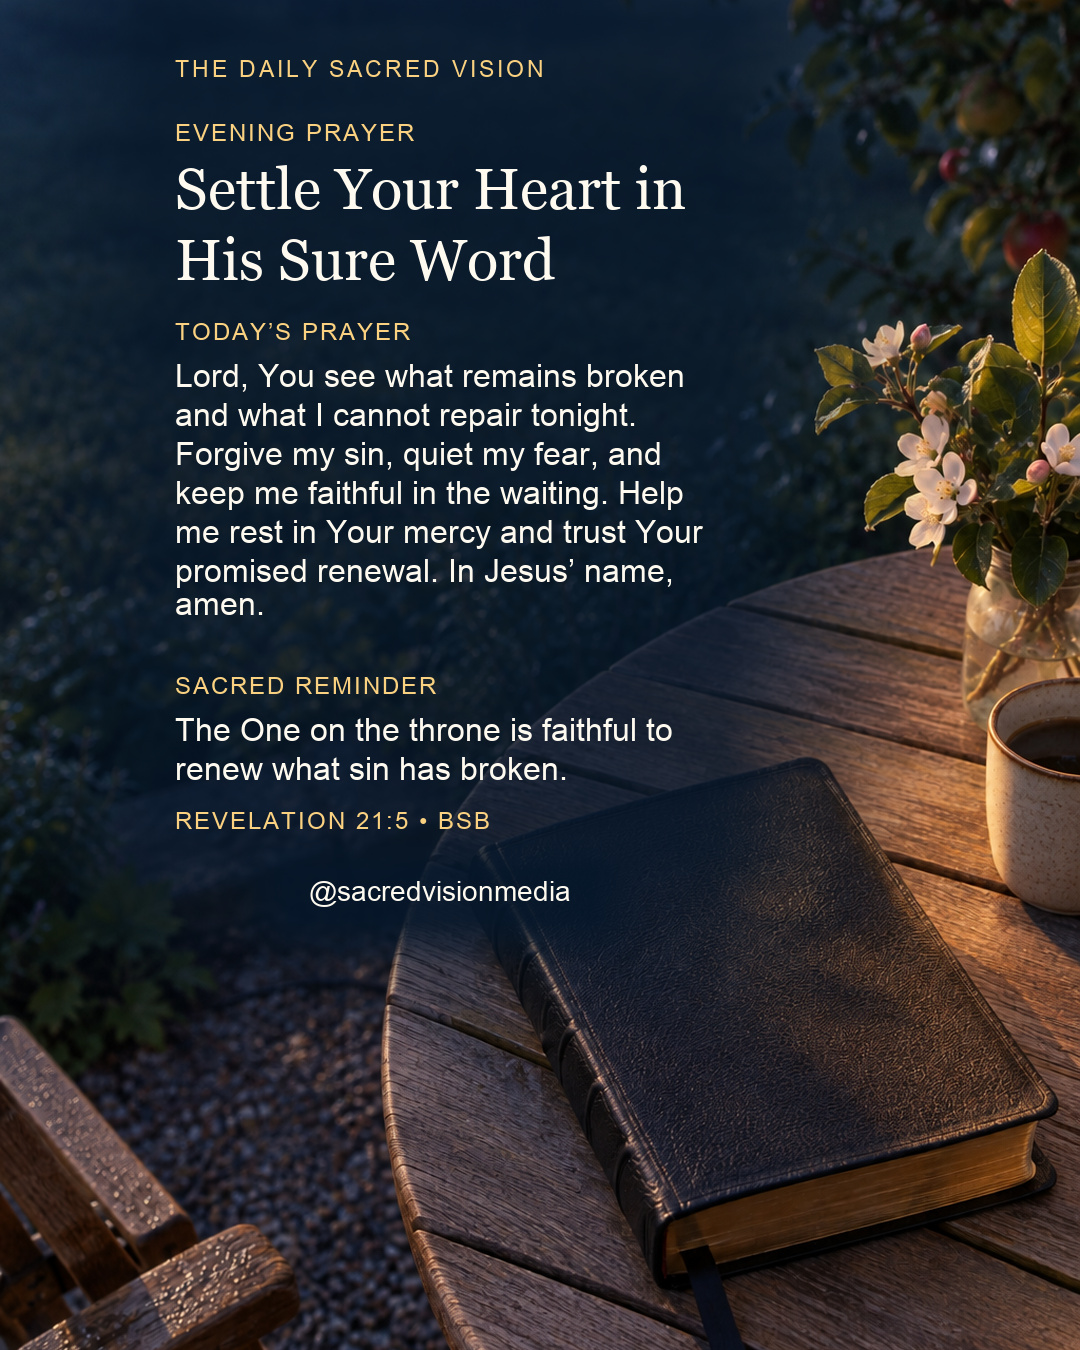 THE DAILY SACRED VISION
EVENING PRAYER
Settle Your Heart in
His Sure Word
TODAY’S PRAYER
Lord, You see what remains broken
and what I cannot repair tonight.
Forgive my sin, quiet my fear, and
keep me faithful in the waiting. Help
me rest in Your mercy and trust Your
promised renewal. In Jesus’ name,
amen.
SACRED REMINDER
The One on the throne is faithful to
renew what sin has broken.
REVELATION 21:5 • BSB
@sacredvisionmedia